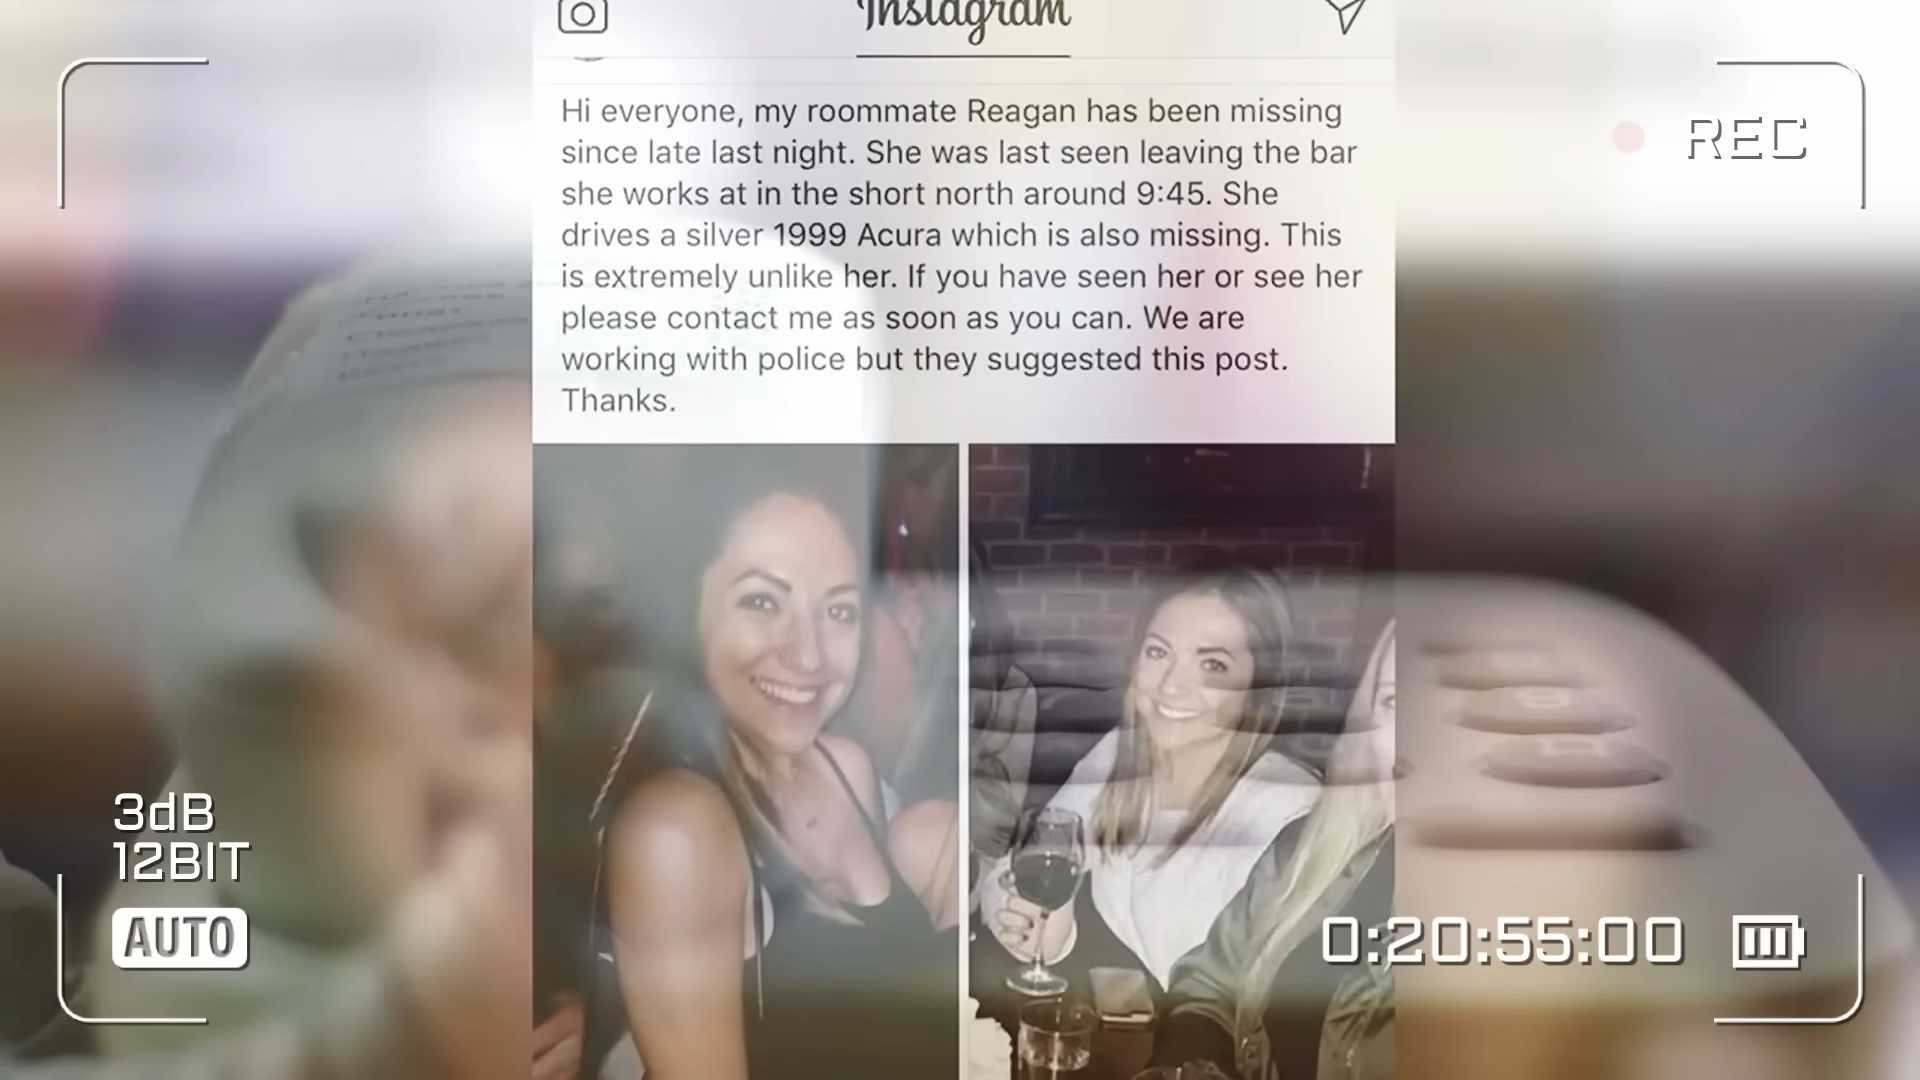 Instagram
Hi everyone, my roommate Reagan has been missing
since late last night. She was last seen leaving the bar
she works at in the short north around 9:45. She
drives a silver 1999 Acura which is also missing. This
is extremely unlike her. If you have seen her or see her
please contact me as soon as you can. We are
working with police but they suggested this post.
Thanks.
REC
3dB
12BIT
AUTO
0:20:55:00